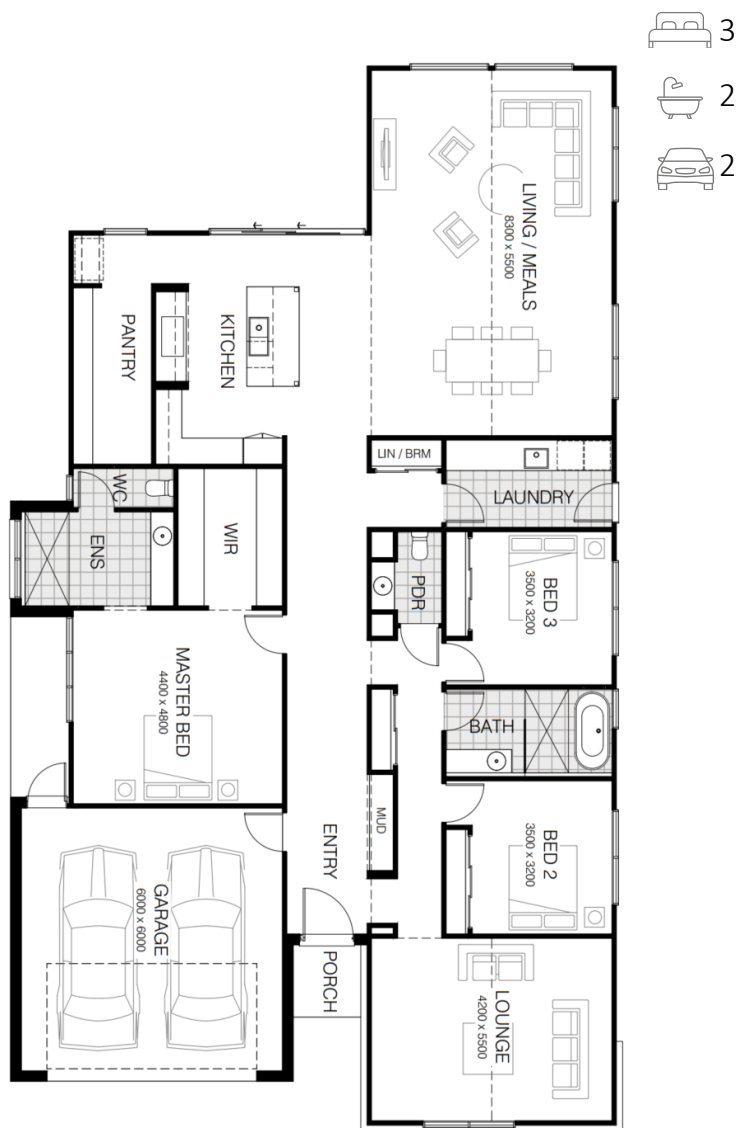 3
2
2
LIVING / MEALS
8300 x 5500
PANTRY
KITCHEN
LIN / BRM
LAUNDRY
WC
ENS
WIR
PDR
BED 3
3500 x 3200
MASTER BED
4400 x 4800
BATH
MUD
ENTRY
BED 2
3500 x 3200
GARAGE
6000 x 6000
PORCH
LOUNGE
4200 x 5500